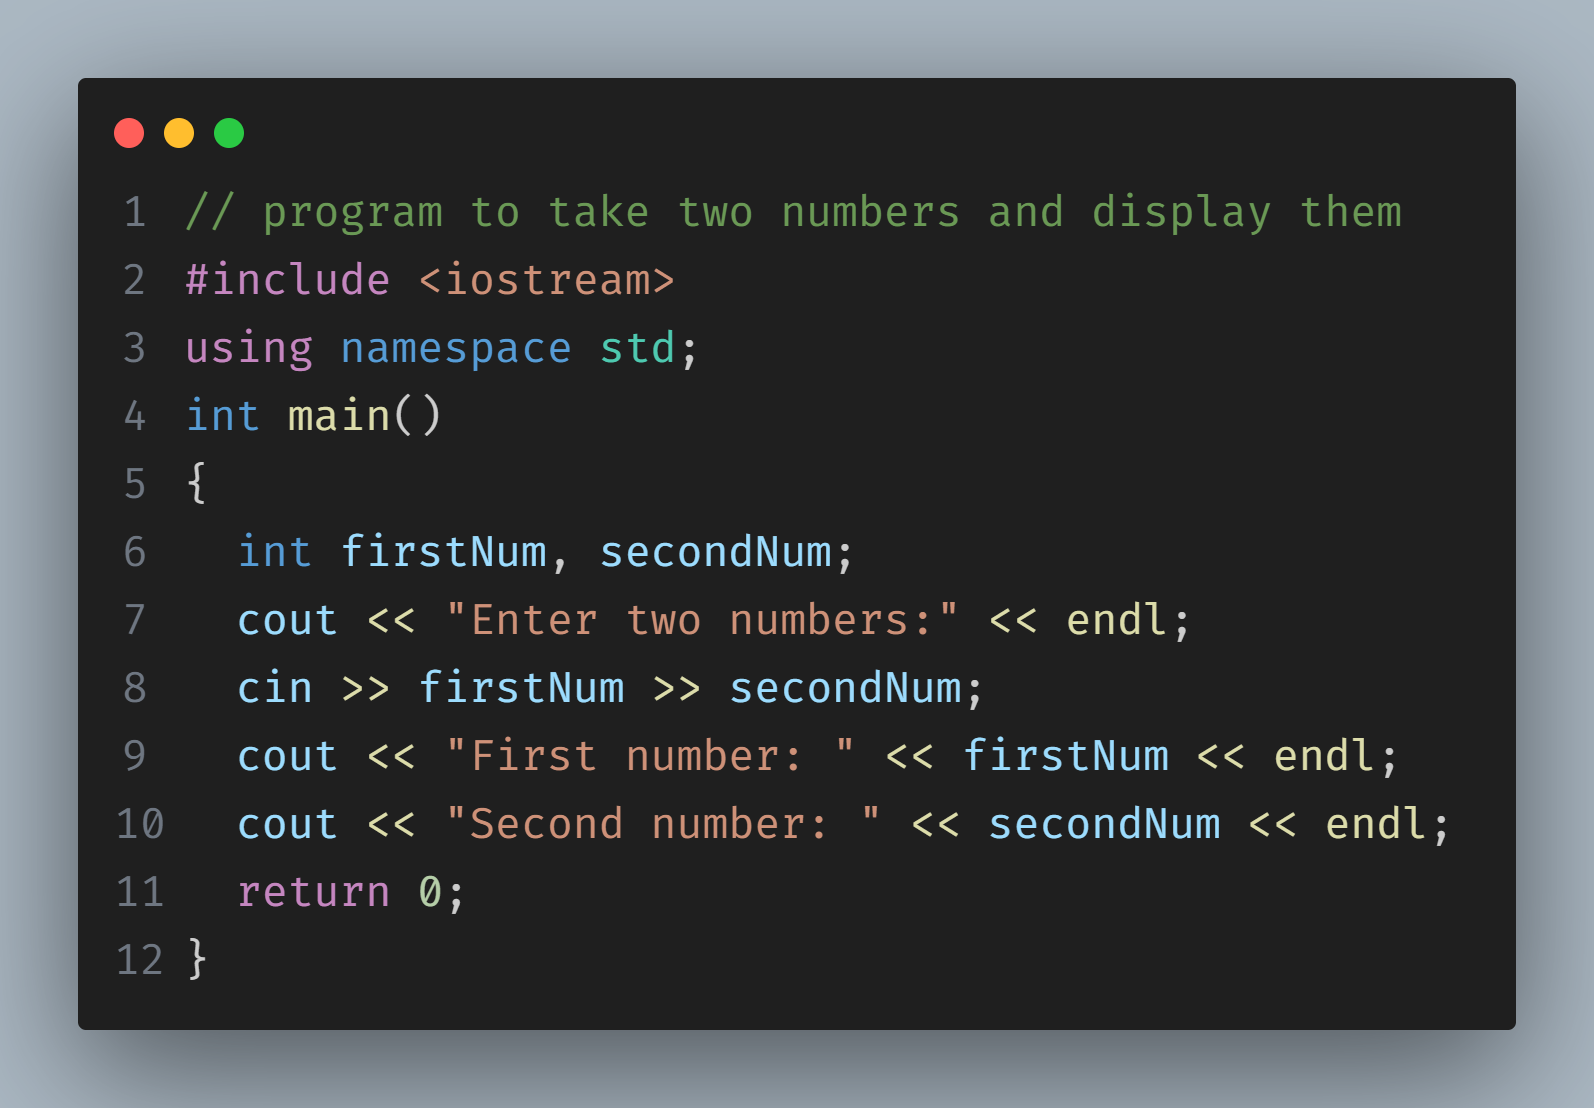 1 // program to take two numbers and display them
2 #include <iostream>
3 using namespace std;
4 int main()
5 {
6   int firstNum, secondNum;
7   cout << "Enter two numbers:" << endl;
8   cin >> firstNum >> secondNum;
9   cout << "First number: " << firstNum << endl;
10   cout << "Second number: " << secondNum << endl;
11   return 0;
12 }